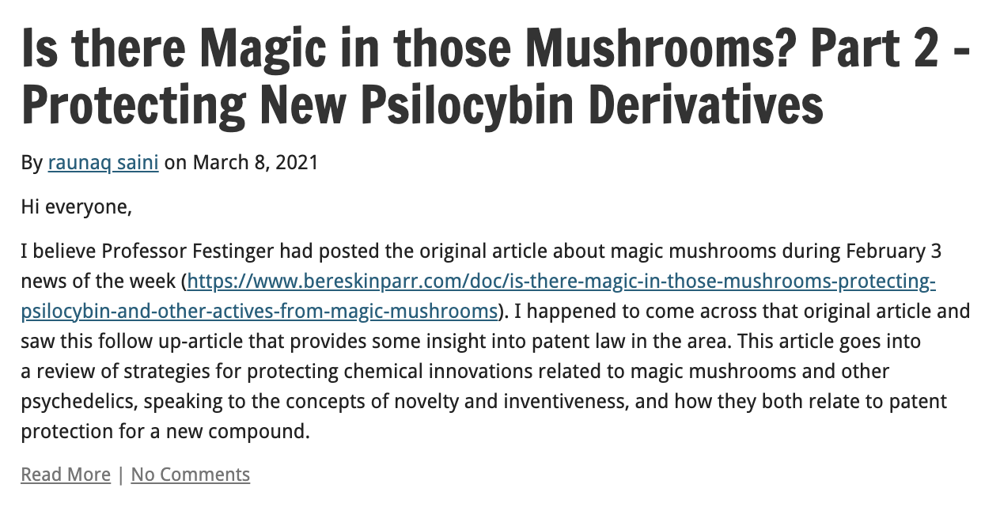 Is there Magic in those Mushrooms? Part 2 -
Protecting New Psilocybin Derivatives
By raunaq saini on March 8, 2021
Hi everyone,
I believe Professor Festinger had posted the original article about magic mushrooms during February 3
news of the week (https://www.bereskinparr.com/doc/is-there-magic-in-those-mushrooms-protecting-
psilocybin-and-other-actives-from-magic-mushrooms). I happened to come across that original article and
saw this follow up-article that provides some insight into patent law in the area. This article goes into
a review of strategies for protecting chemical innovations related to magic mushrooms and other
psychedelics, speaking to the concepts of novelty and inventiveness, and how they both relate to patent
protection for a new compound.
Read More | No Comments